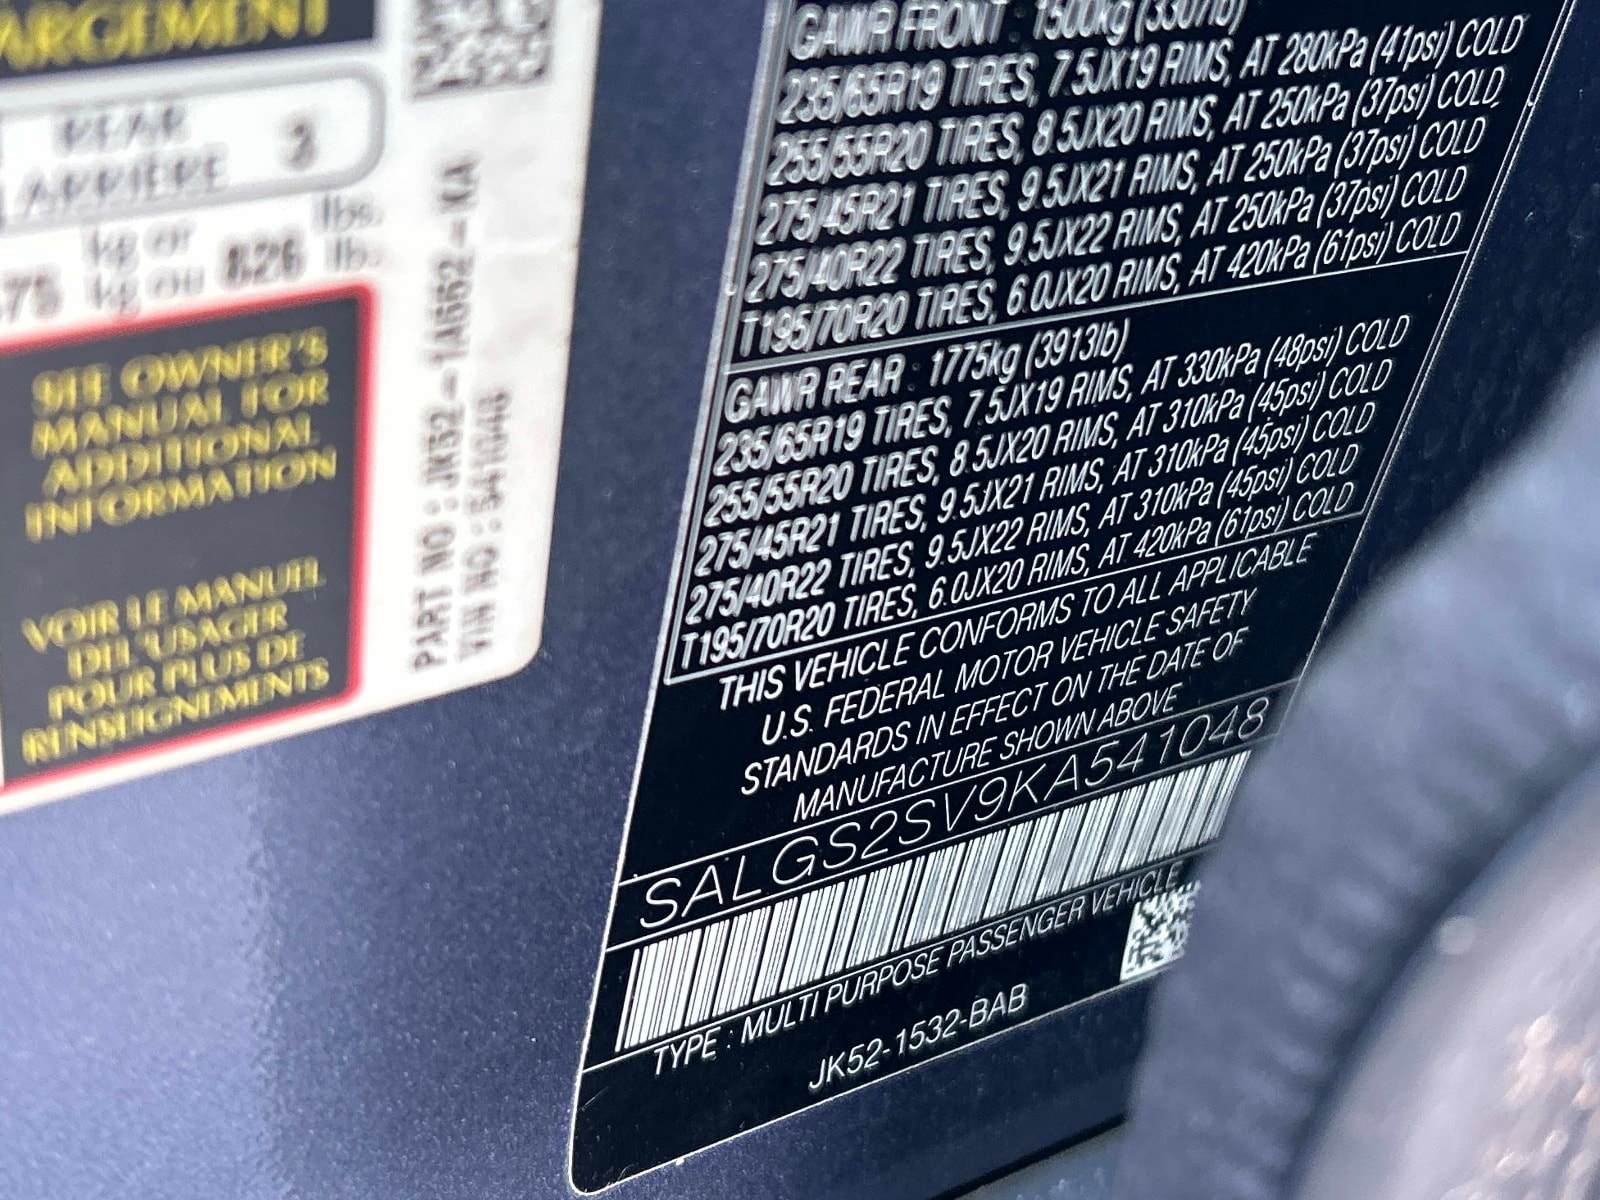 ARGEMENT
REAR
ARRIÈRE 3
kg or lbs.
kg ou 826 lb.
SEE OWNER'S
MANUAL FOR
ADDITIONAL
INFORMATION
VOIR LE MANUEL
DE L'USAGER
POUR PLUS DE
RENSEIGNEMENTS
PART NO : JK52-1A552-KA
VIN NO : 541048
GAWR FRONT : 1500kg (3307lb)
235/65R19 TIRES, 7.5JX19 RIMS, AT 280kPa (41psi) COLD
255/55R20 TIRES, 8.5JX20 RIMS, AT 250kPa (37psi) COLD
275/45R21 TIRES, 9.5JX21 RIMS, AT 250kPa (37psi) COLD
275/40R22 TIRES, 9.5JX22 RIMS, AT 250kPa (37psi) COLD
T195/70R20 TIRES, 6.0JX20 RIMS, AT 420kPa (61psi) COLD
GAWR REAR : 1775kg (3913lb)
235/65R19 TIRES, 7.5JX19 RIMS, AT 330kPa (48psi) COLD
255/55R20 TIRES, 8.5JX20 RIMS, AT 310kPa (45psi) COLD
275/45R21 TIRES, 9.5JX21 RIMS, AT 310kPa (45psi) COLD
275/40R22 TIRES, 9.5JX22 RIMS, AT 310kPa (45psi) COLD
T195/70R20 TIRES, 6.0JX20 RIMS, AT 420kPa (61psi) COLD
THIS VEHICLE CONFORMS TO ALL APPLICABLE
U.S. FEDERAL MOTOR VEHICLE SAFETY
STANDARDS IN EFFECT ON THE DATE OF
MANUFACTURE SHOWN ABOVE
SALGS2SV9KA541048
TYPE : MULTI PURPOSE PASSENGER VEHICLE
JK52-1532-BAB